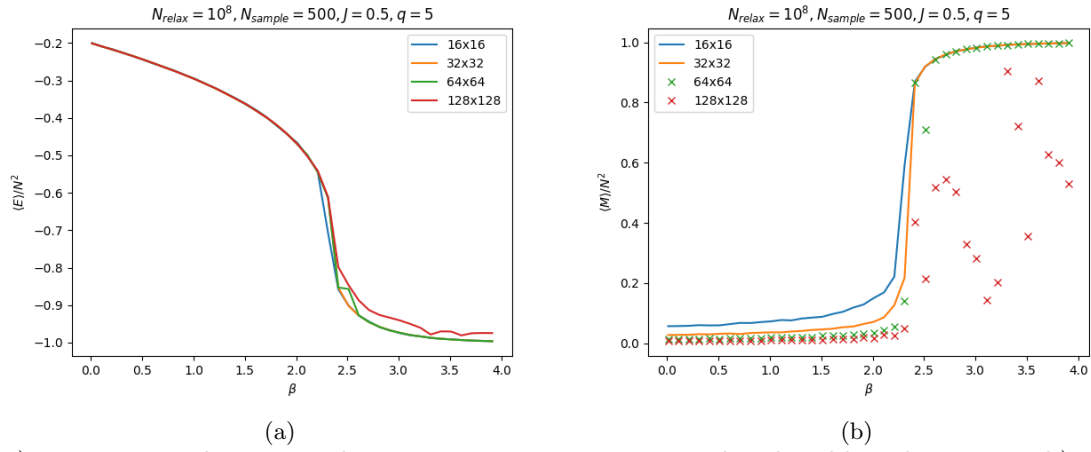 N_relax = 10^8, N_sample = 500, J = 0.5, q = 5
⟨E⟩/N^2
−0.2
−0.3
−0.4
−0.5
−0.6
−0.7
−0.8
−0.9
−1.0
16x16
32x32
64x64
128x128
0.0 0.5 1.0 1.5 2.0 2.5 3.0 3.5 4.0
β
(a)
N_relax = 10^8, N_sample = 500, J = 0.5, q = 5
⟨M⟩/N^2
1.0
0.8
0.6
0.4
0.2
0.0
16x16
32x32
64x64
128x128
0.0 0.5 1.0 1.5 2.0 2.5 3.0 3.5 4.0
β
(b)